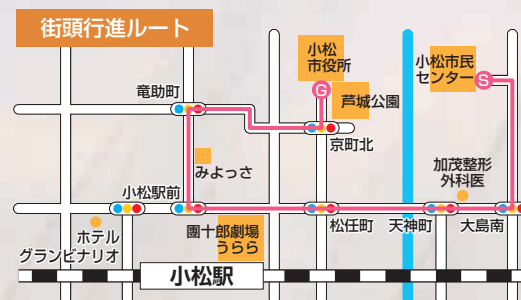 街頭行進ルート
小松
市役所
小松市民
センター
S
G
竜助町
芦城公園
京町北
みよっさ
加茂整形
外科医
小松駅前
ホテル
グランビナリオ
團十郎劇場
うらら
松任町
天神町
大島南
小松駅